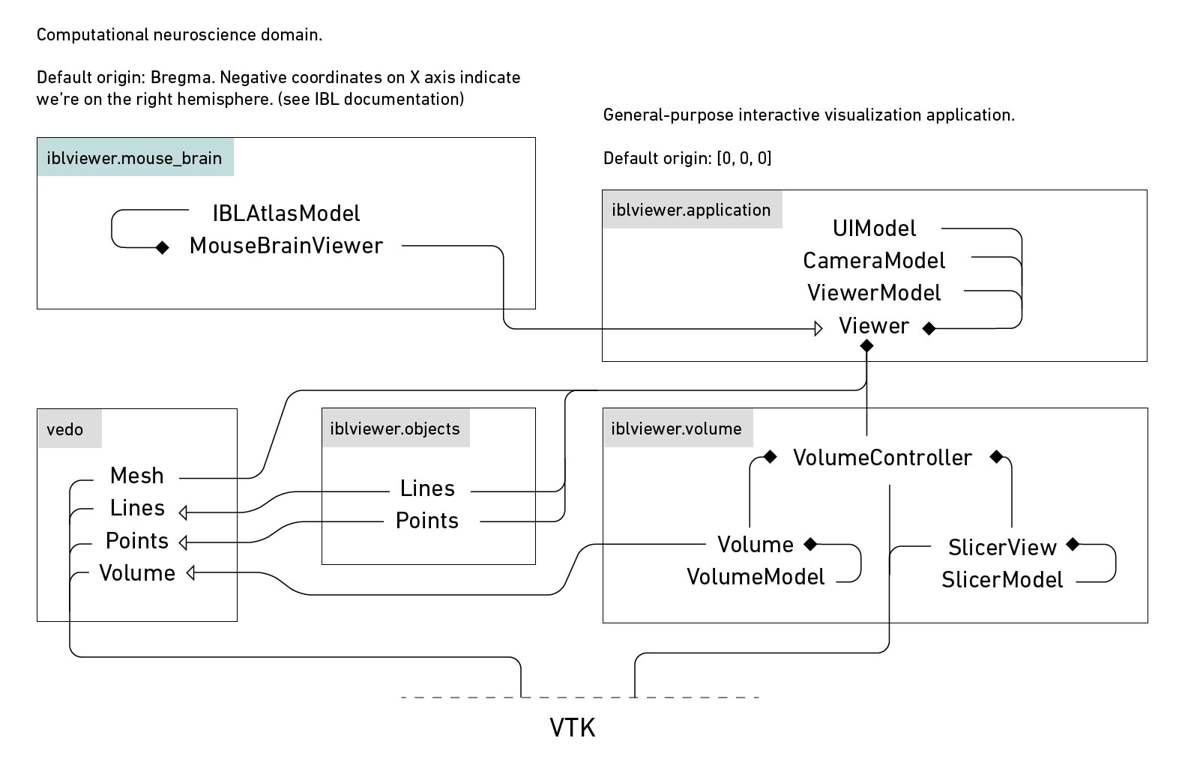 Computational neuroscience domain.
Default origin: Bregma. Negative coordinates on X axis indicate
we're on the right hemisphere. (see IBL documentation)
General-purpose interactive visualization application.
Default origin: [0, 0, 0]
iblviewer.mouse_brain
IBLAtlasModel
MouseBrainViewer
iblviewer.application
UIModel
CameraModel
ViewerModel
Viewer
vedo
Mesh
Lines
Points
Volume
iblviewer.objects
Lines
Points
iblviewer.volume
VolumeController
Volume
VolumeModel
SlicerView
SlicerModel
VTK